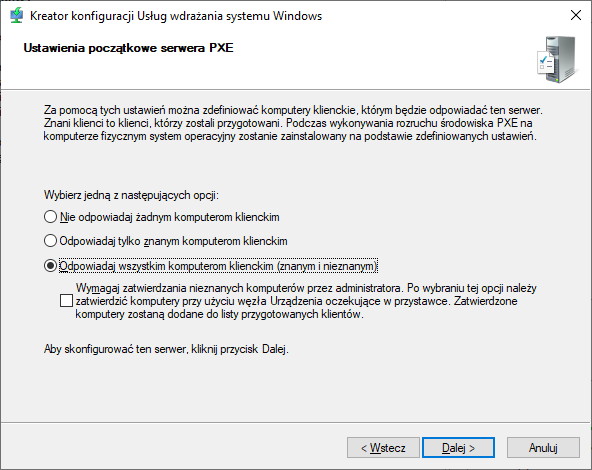 Kreator konfiguracji Usług wdrażania systemu Windows
Ustawienia początkowe serwera PXE
Za pomocą tych ustawień można zdefiniować komputery klienckie, którym będzie odpowiadać ten serwer.
Znani klienci to klienci, którzy zostali przygotowani. Podczas wykonywania rozruchu środowiska PXE na
komputerze fizycznym system operacyjny zostanie zainstalowany na podstawie zdefiniowanych ustawień.
Wybierz jedną z następujących opcji:
Nie odpowiadaj żadnym komputerom klienckim
Odpowiadaj tylko znanym komputerom klienckim
Odpowiadaj wszystkim komputerom klienckim (znanym i nieznanym)
Wymagaj zatwierdzania nieznanych komputerów przez administratora. Po wybraniu tej opcji należy
zatwierdzić komputery przy użyciu węzła Urządzenia oczekujące w przystawce. Zatwierdzone
komputery zostaną dodane do listy przygotowanych klientów.
Aby skonfigurować ten serwer, kliknij przycisk Dalej.
< Wstecz
Dalej >
Anuluj